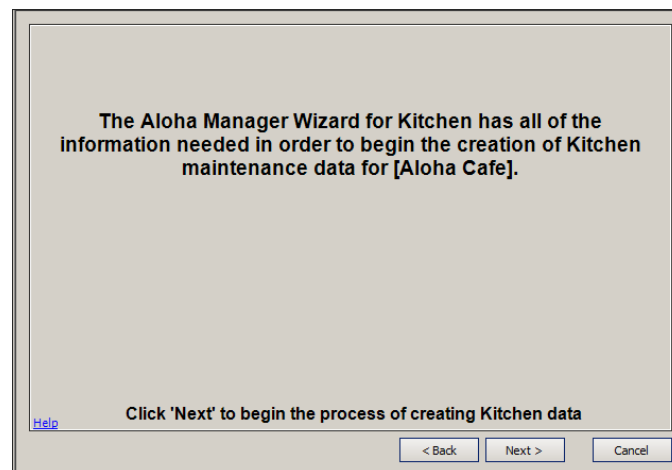 The Aloha Manager Wizard for Kitchen has all of the
information needed in order to begin the creation of Kitchen
maintenance data for [Aloha Cafe].
Click 'Next' to begin the process of creating Kitchen data
Help
< Back
Next >
Cancel